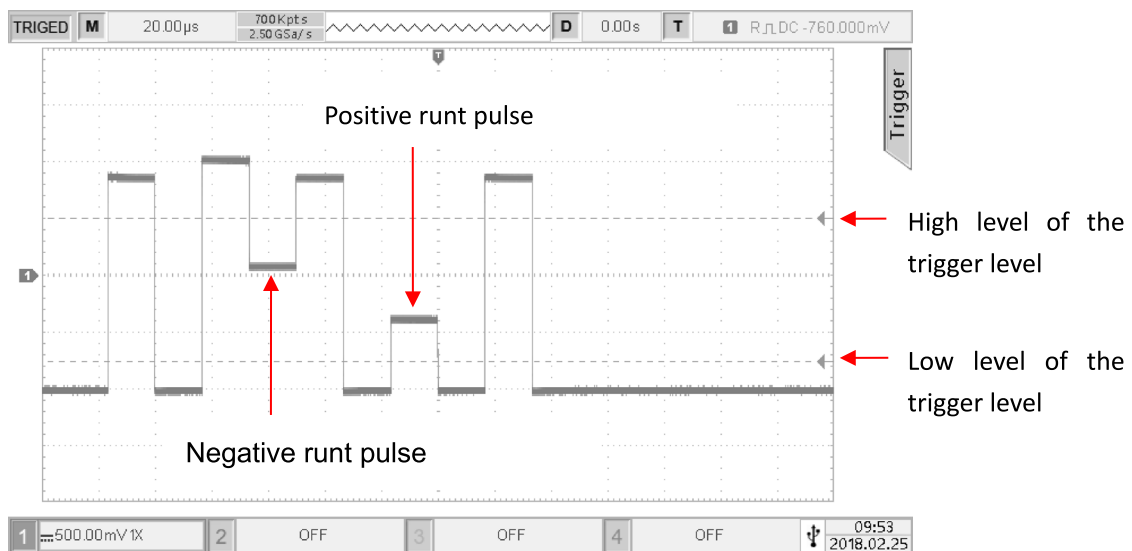 TRIGED M 20.00μs 700Kpts D 0.00s T 1 R DC -760.000mV
2.50GSa/s
T
Trigger
Positive runt pulse
High level of the
trigger level
1
Low level of the
trigger level
Negative runt pulse
1 500.00mV 1X 2 OFF 3 OFF 4 OFF 09:53
2018.02.25